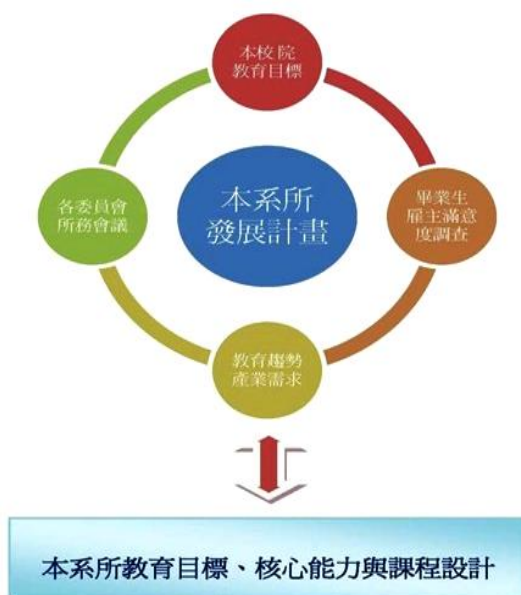 本校院
教育目標
各委員會
所務會議
本系所
發展計畫
畢業生
雇主滿意
度調查
教育趨勢
產業需求
本系所教育目標、核心能力與課程設計